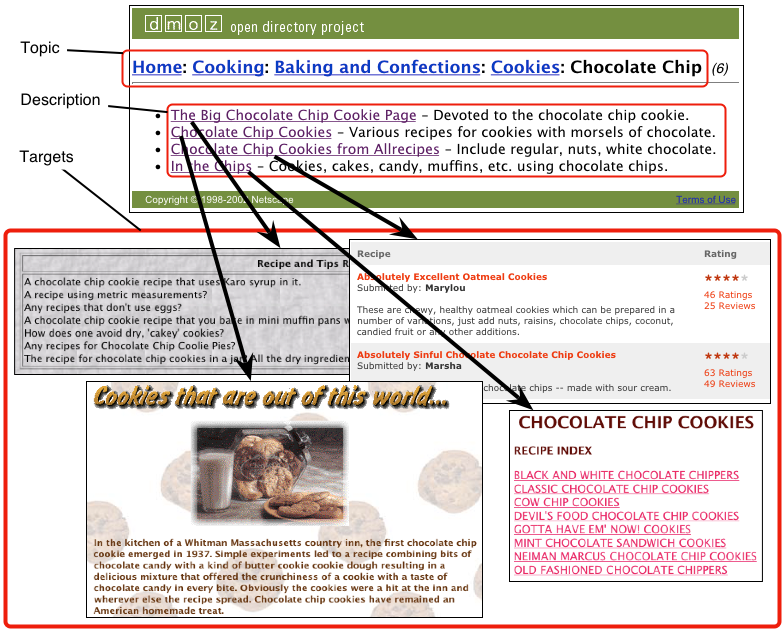 dmoz open directory project
Topic
Home: Cooking: Baking and Confections: Cookies: Chocolate Chip (6)
Description
The Big Chocolate Chip Cookie Page – Devoted to the chocolate chip cookie.
Chocolate Chip Cookies – Various recipes for cookies with morsels of chocolate.
Chocolate Chip Cookies from Allrecipes – Include regular, nuts, white chocolate.
In the Chips – Cookies, cakes, candy, muffins, etc. using chocolate chips.
Targets
Copyright © 1998-200 Netscape
Terms of Use
Recipe and Tips R
A chocolate chip cookie recipe that uses Karo syrup in it.
A recipe using metric measurements?
Any recipes that don't use eggs?
A chocolate chip cookie recipe that you bake in mini muffin pans w
How does one avoid dry, 'cakey' cookies?
Any recipes for Chocolate Chip Coolie Pies?
The recipe for chocolate chip cookies in a jar! All the dry ingredien
Recipe
Rating
Absolutely Excellent Oatmeal Cookies
Submitted by: Marylou
46 Ratings
25 Reviews
These are chewy, healthy oatmeal cookies which can be prepared in a
number of variations, just add nuts, raisins, chocolate chips, coconut,
candied fruit or any other additions.
Absolutely Sinful Chocolate Chocolate Chip Cookies
Submitted by: Marsha
63 Ratings
49 Reviews
chocolate chips -- made with sour cream.
Cookies that are out of this world...
In the kitchen of a Whitman Massachusetts country inn, the first chocolate chip
cookie emerged in 1937. Simple experiments led to a recipe combining bits of
chocolate candy with a kind of butter cookie cookie dough resulting in a
delicious mixture that offered the crunchiness of a cookie with a taste of
chocolate candy in every bite. Obviously the cookies were a hit at the inn and
wherever else the recipe spread. Chocolate chip cookies have remained an
American homemade treat.
CHOCOLATE CHIP COOKIES
RECIPE INDEX
BLACK AND WHITE CHOCOLATE CHIPPERS
CLASSIC CHOCOLATE CHIP COOKIES
COW CHIP COOKIES
DEVIL'S FOOD CHOCOLATE CHIP COOKIES
GOTTA HAVE EM' NOW! COOKIES
MINT CHOCOLATE SANDWICH COOKIES
NEIMAN MARCUS CHOCOLATE CHIP COOKIES
OLD FASHIONED CHOCOLATE CHIPPERS